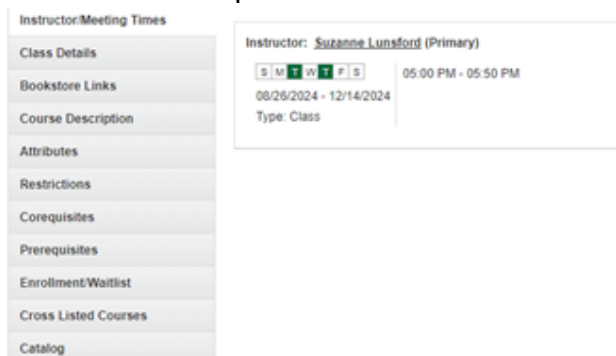 Instructor/Meeting Times
Class Details
Bookstore Links
Course Description
Attributes
Restrictions
Corequisites
Prerequisites
Enrollment/Waitlist
Cross Listed Courses
Catalog
Instructor: Suzanne Lunsford (Primary)
S M T W T F S 05:00 PM - 05:50 PM
08/26/2024 - 12/14/2024
Type: Class